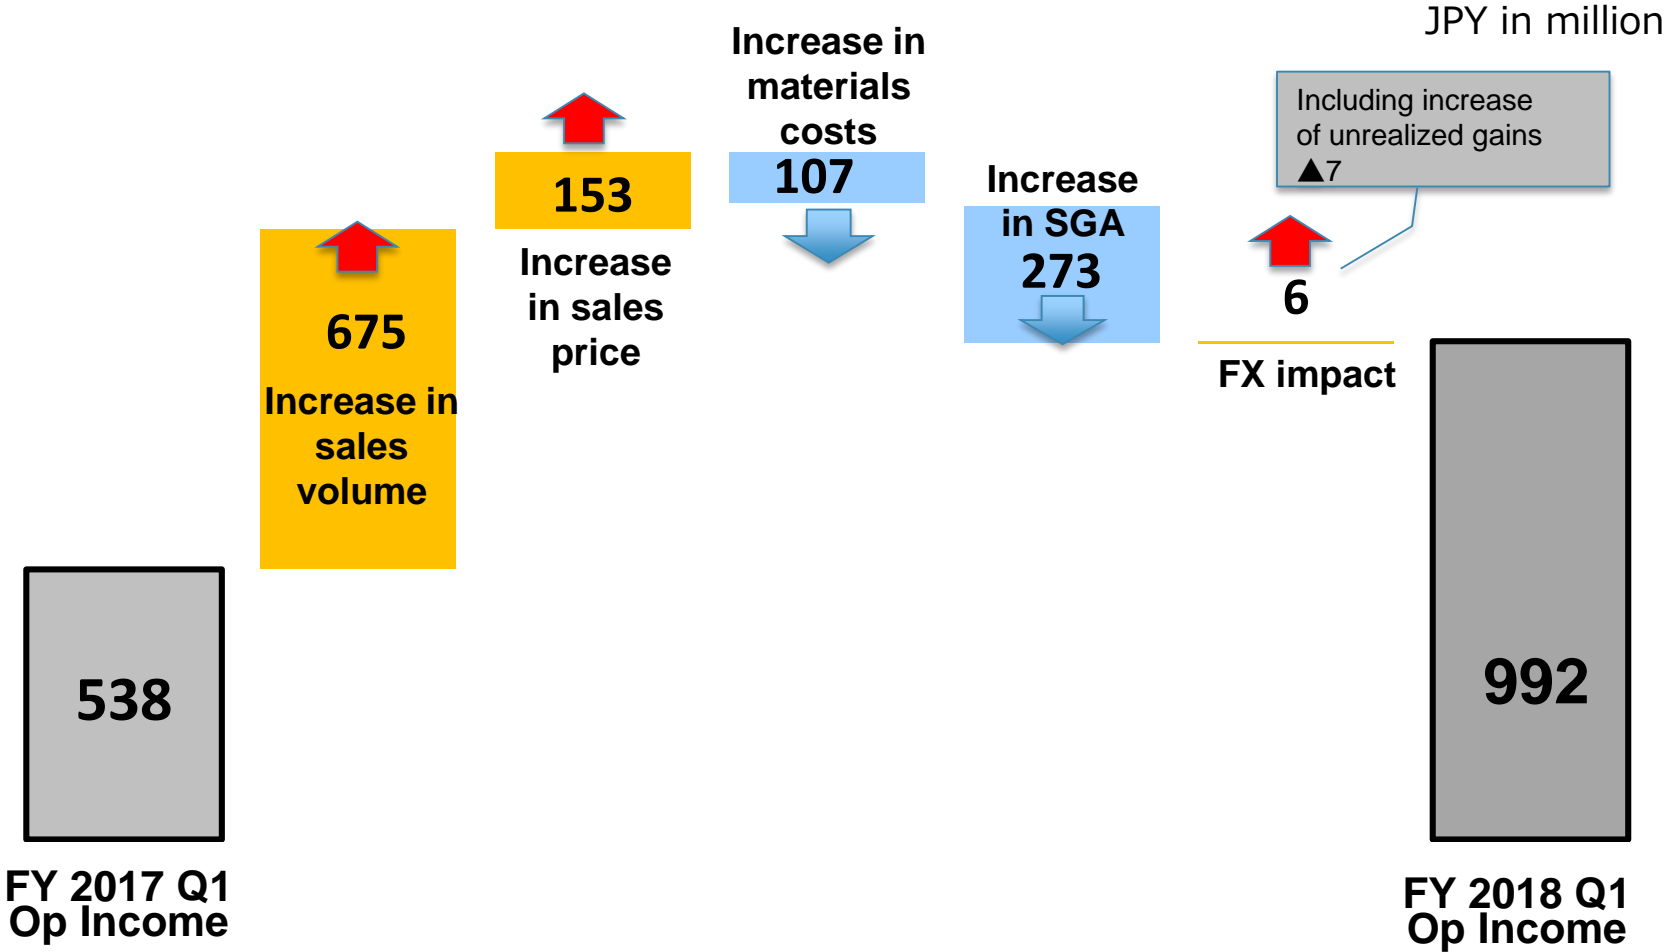 JPY in million
Increase in
materials
costs
107
Including increase
of unrealized gains
▲7
153
Increase
in sales
price
Increase
in SGA
273
6
FX impact
675
Increase in
sales
volume
538
992
FY 2017 Q1
Op Income
FY 2018 Q1
Op Income